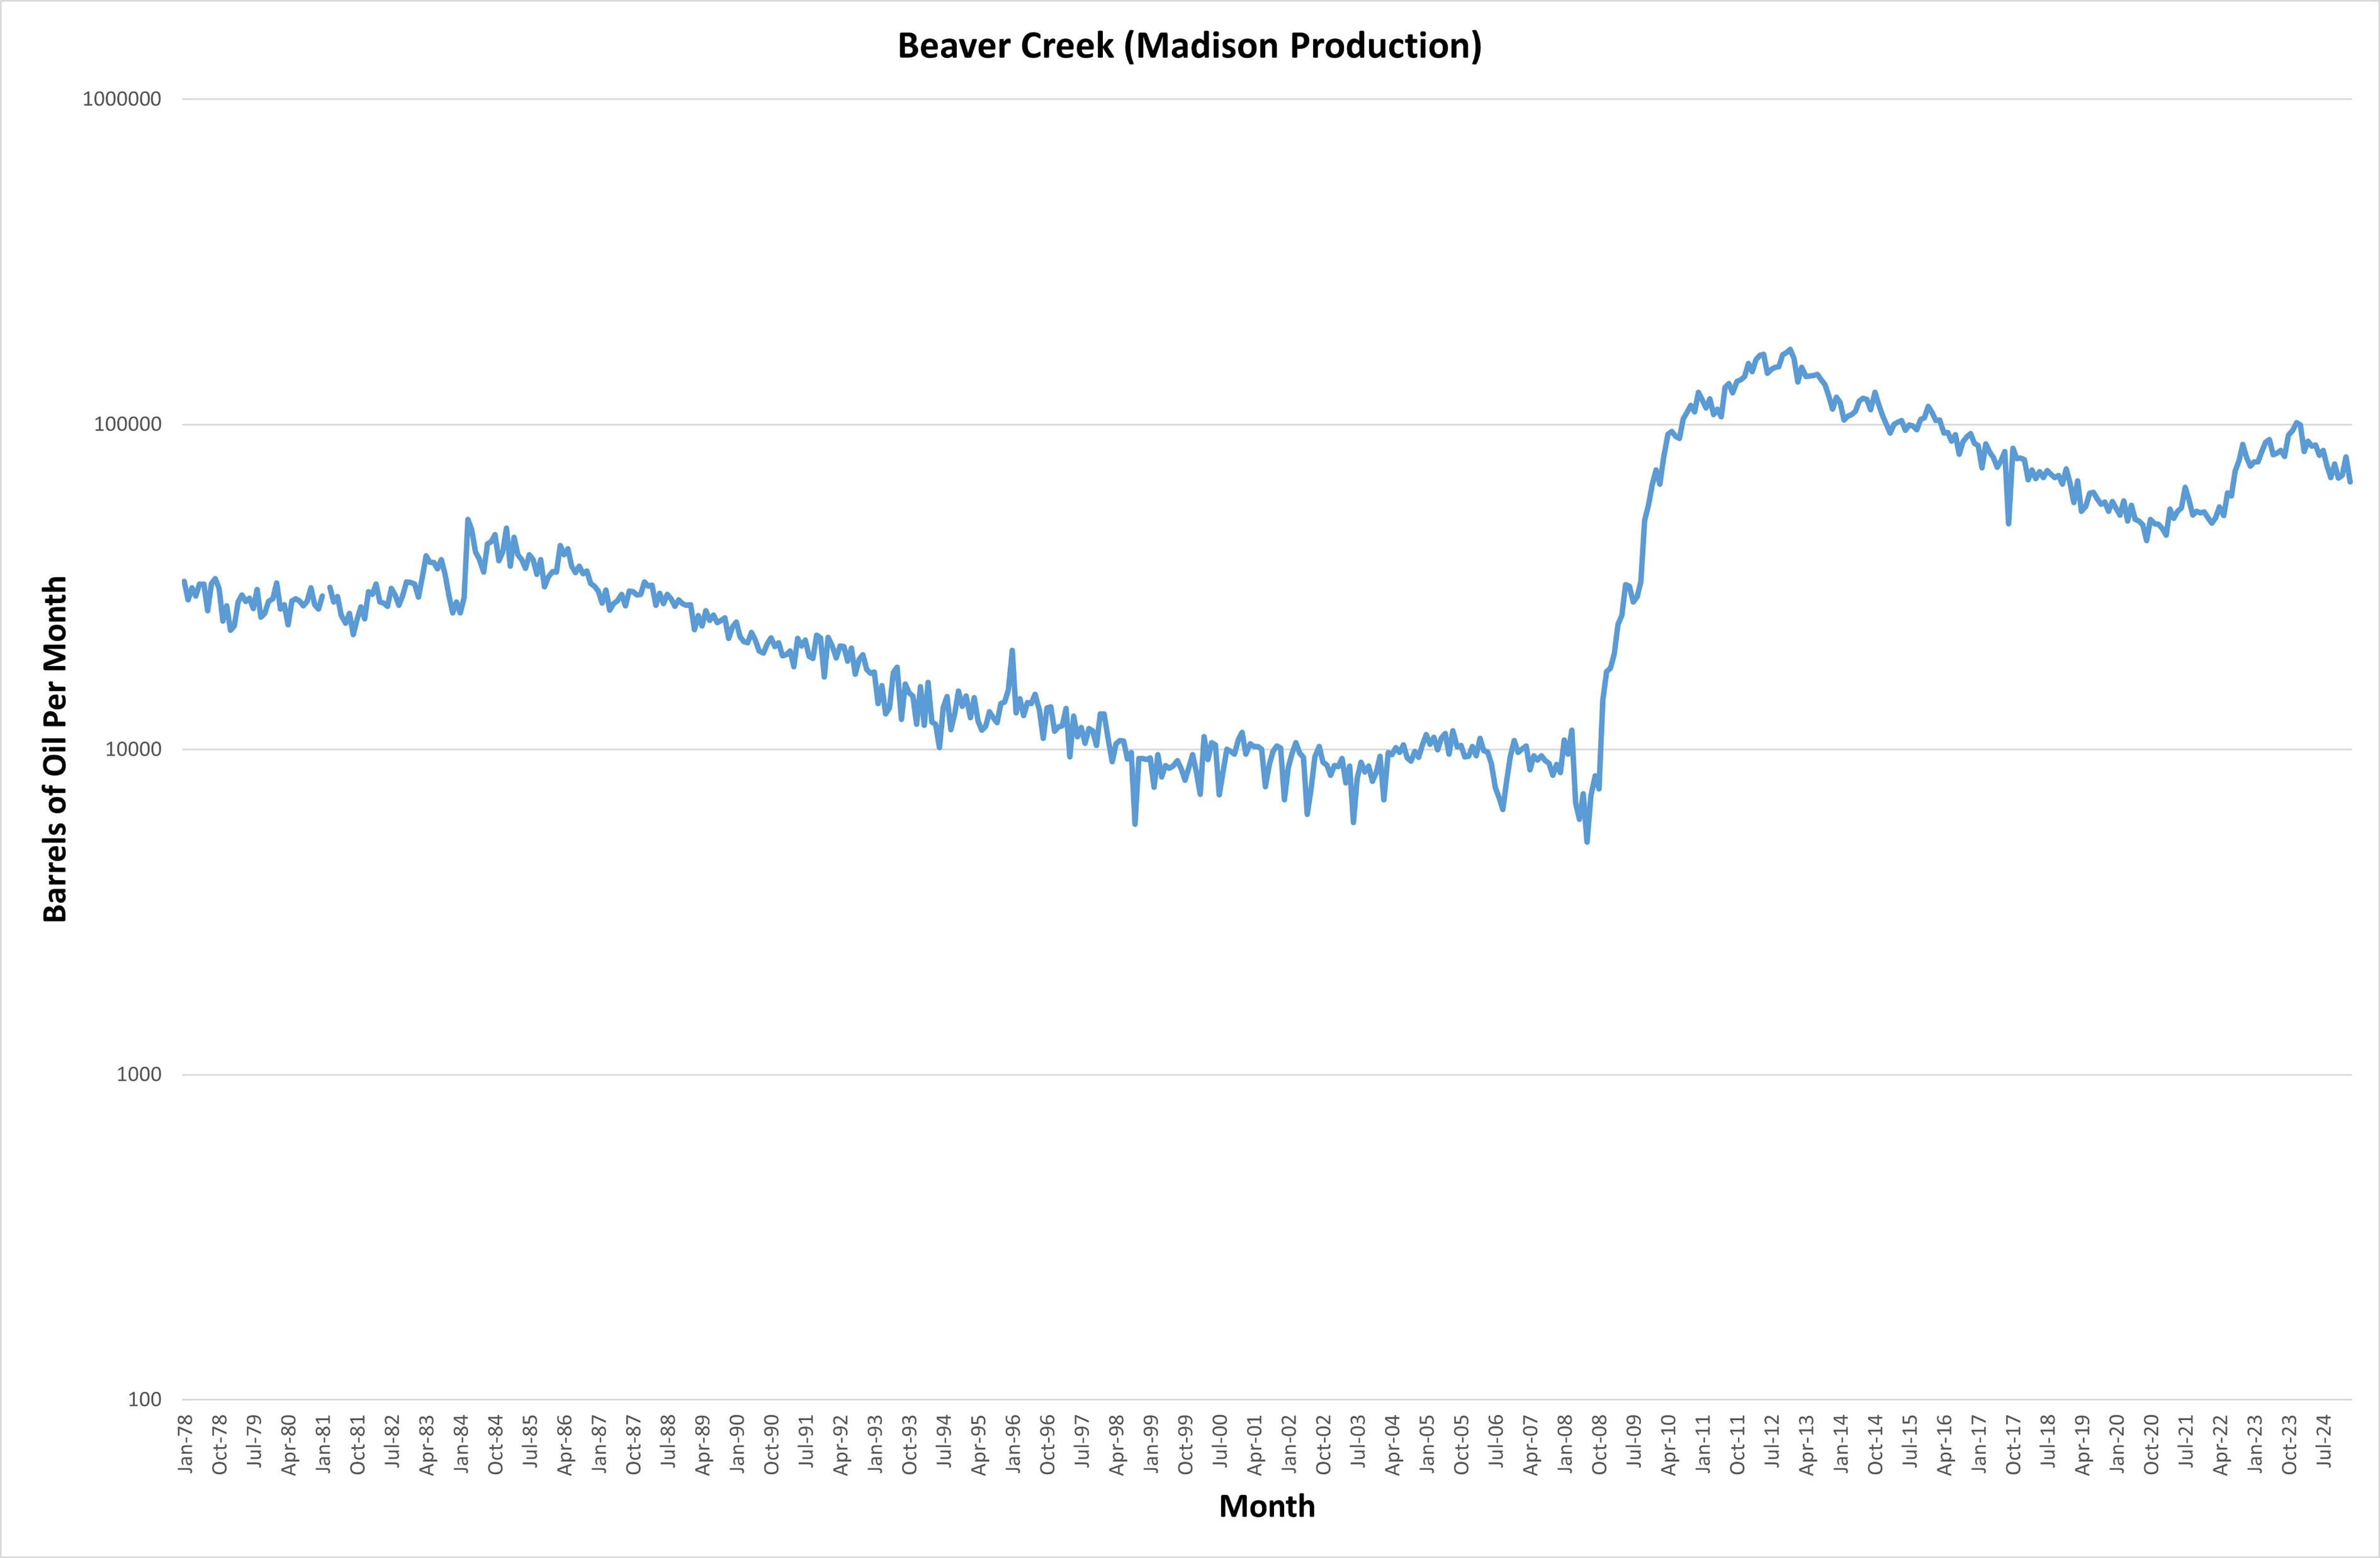 Beaver Creek (Madison Production)
1000000
100000
10000
1000
100
Barrels of Oil Per Month
Jan-78
Oct-78
Jul-79
Apr-80
Jan-81
Oct-81
Jul-82
Apr-83
Jan-84
Oct-84
Jul-85
Apr-86
Jan-87
Oct-87
Jul-88
Apr-89
Jan-90
Oct-90
Jul-91
Apr-92
Jan-93
Oct-93
Jul-94
Apr-95
Jan-96
Oct-96
Jul-97
Apr-98
Jan-99
Oct-99
Jul-00
Apr-01
Jan-02
Oct-02
Jul-03
Apr-04
Jan-05
Oct-05
Jul-06
Apr-07
Jan-08
Oct-08
Jul-09
Apr-10
Jan-11
Oct-11
Jul-12
Apr-13
Jan-14
Oct-14
Jul-15
Apr-16
Jan-17
Oct-17
Jul-18
Apr-19
Jan-20
Oct-20
Jul-21
Apr-22
Jan-23
Oct-23
Jul-24
Month